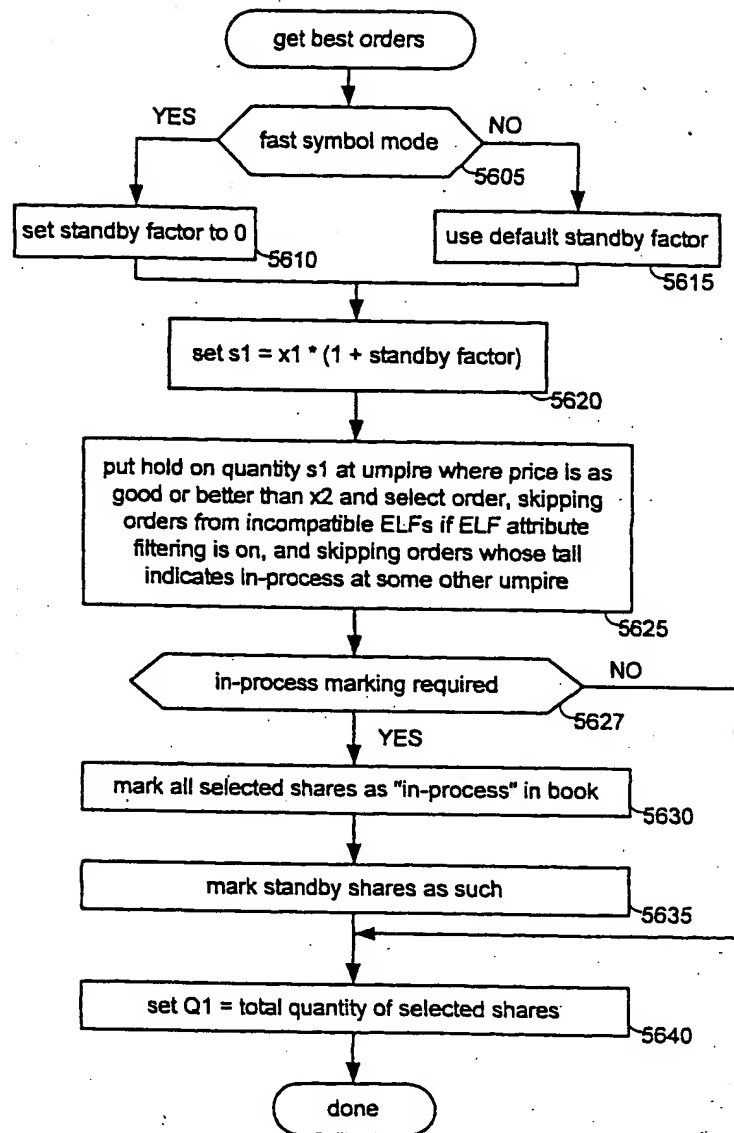 get best orders
YES
NO
fast symbol mode
5605
set standby factor to 0
5610
use default standby factor
5615
set s1 = x1 * (1 + standby factor)
5620
put hold on quantity s1 at umpire where price is as
good or better than x2 and select order, skipping
orders from incompatible ELFs if ELF attribute
filtering is on, and skipping orders whose tail
indicates in-process at some other umpire
5625
in-process marking required
NO
5627
YES
mark all selected shares as "in-process" in book
5630
mark standby shares as such
5635
set Q1 = total quantity of selected shares
5640
done